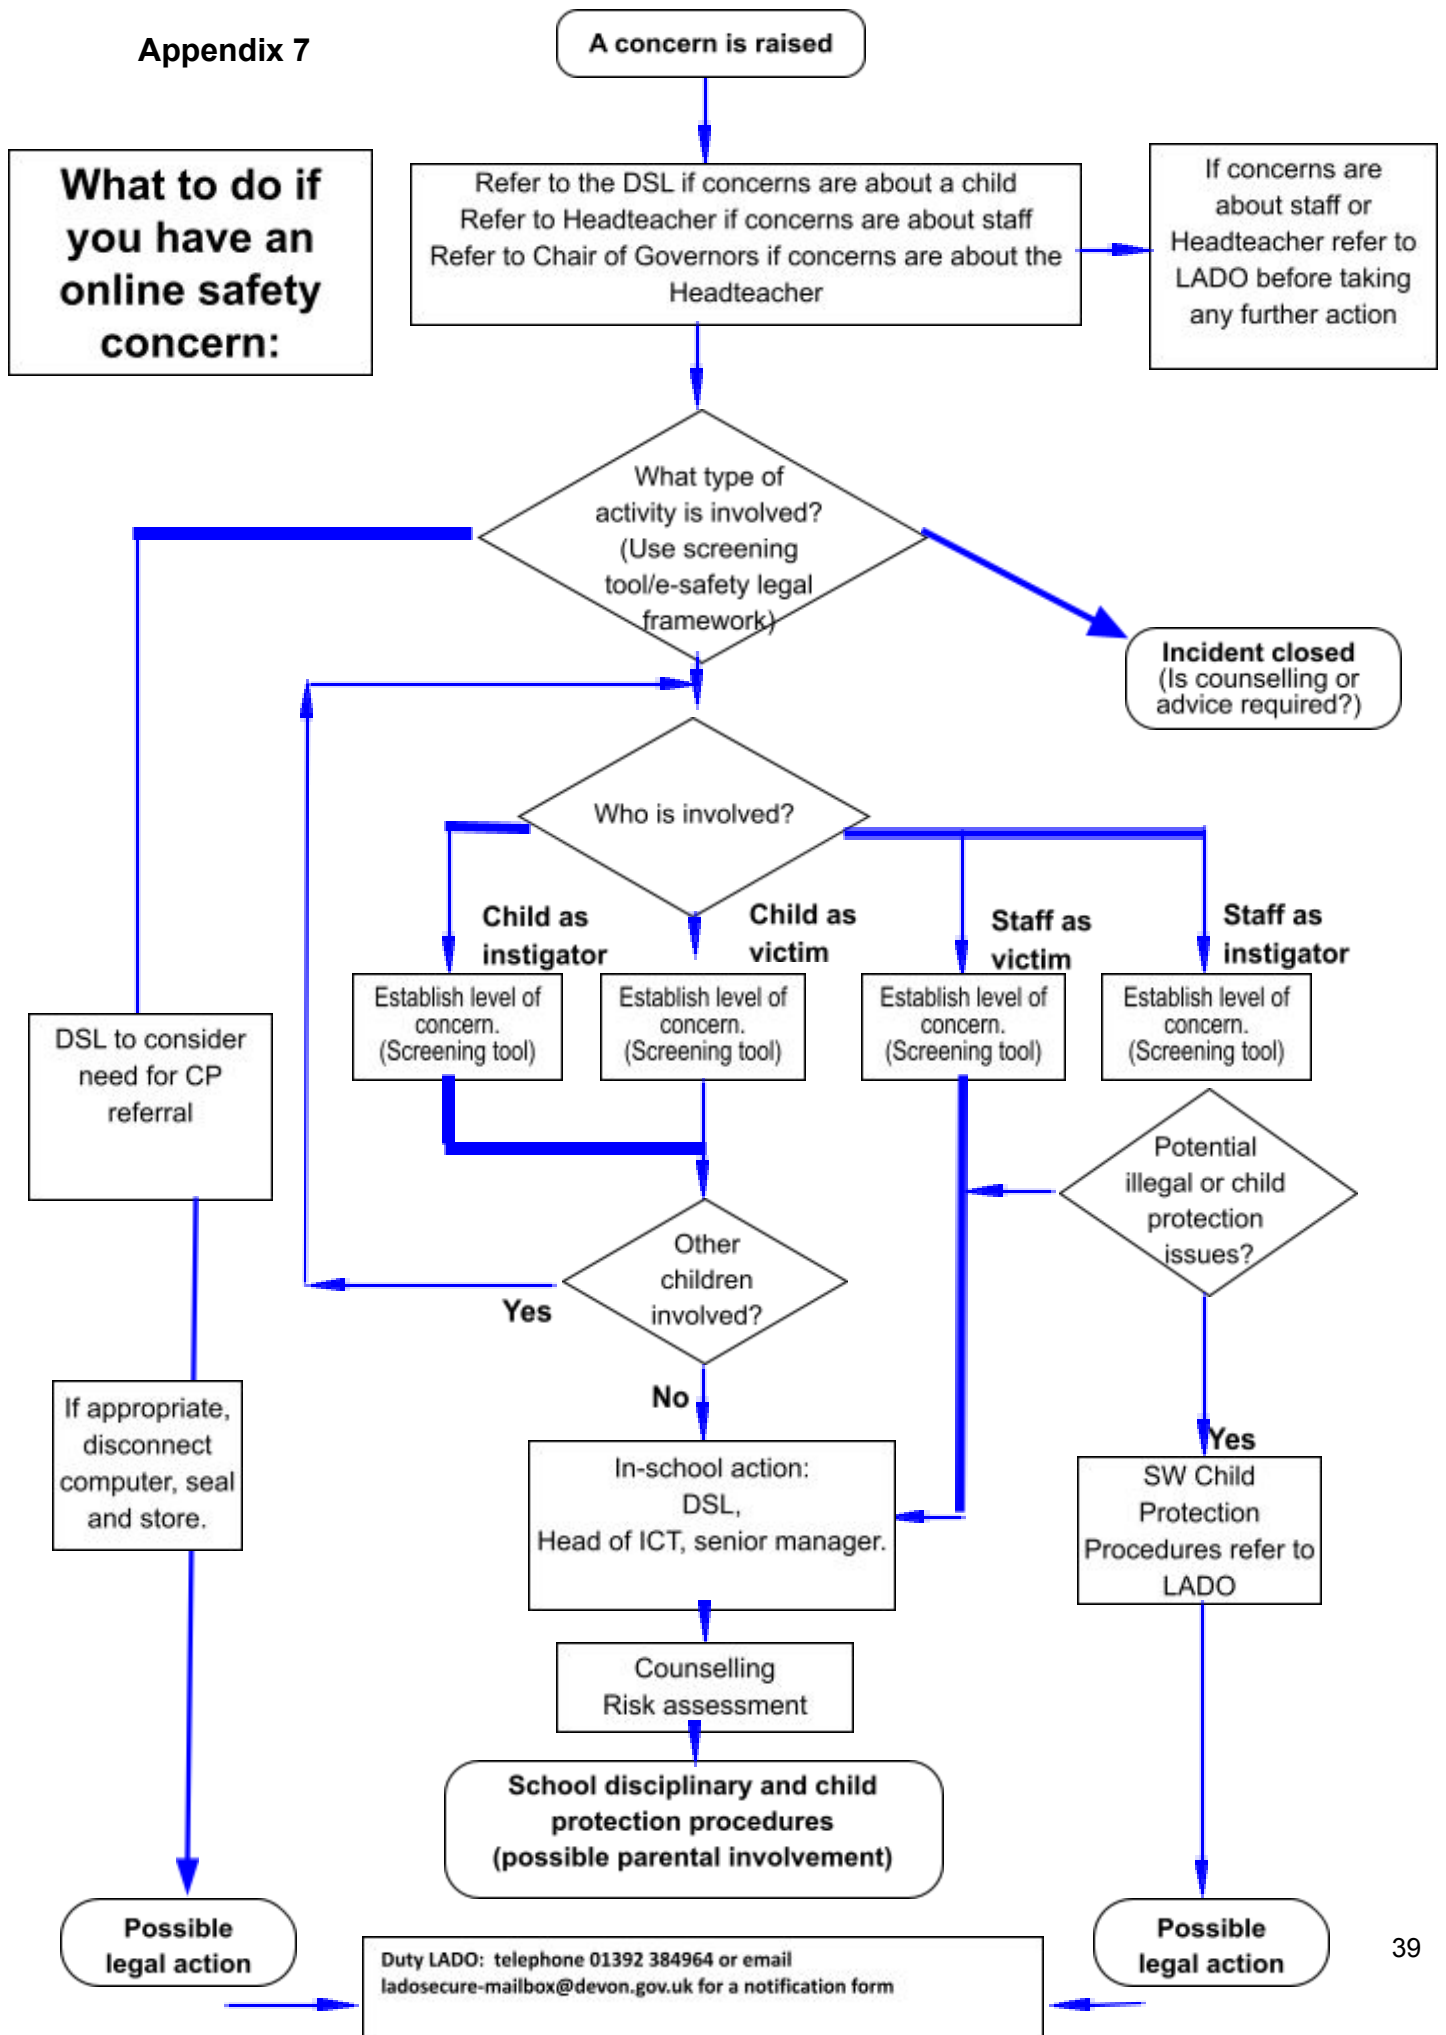 Appendix 7
A concern is raised
What to do if
you have an
online safety
concern:
Refer to the DSL if concerns are about a child
Refer to Headteacher if concerns are about staff
Refer to Chair of Governors if concerns are about the
Headteacher
If concerns are
about staff or
Headteacher refer to
LADO before taking
any further action
What type of
activity is involved?
(Use screening
tool/e-safety legal
framework)
Incident closed
(Is counselling or
advice required?)
Who is involved?
Child as
instigator
Child as
victim
Staff as
victim
Staff as
instigator
Establish level of
concern.
(Screening tool)
Establish level of
concern.
(Screening tool)
Establish level of
concern.
(Screening tool)
Establish level of
concern.
(Screening tool)
DSL to consider
need for CP
referral
Potential
illegal or child
protection
issues?
Other
children
involved?
Yes
No
If appropriate,
disconnect
computer, seal
and store.
In-school action:
DSL,
Head of ICT, senior manager.
Yes
SW Child
Protection
Procedures refer to
LADO
Counselling
Risk assessment
School disciplinary and child
protection procedures
(possible parental involvement)
Possible
legal action
Possible
legal action
Duty LADO: telephone 01392 384964 or email
ladosecure-mailbox@devon.gov.uk for a notification form
39